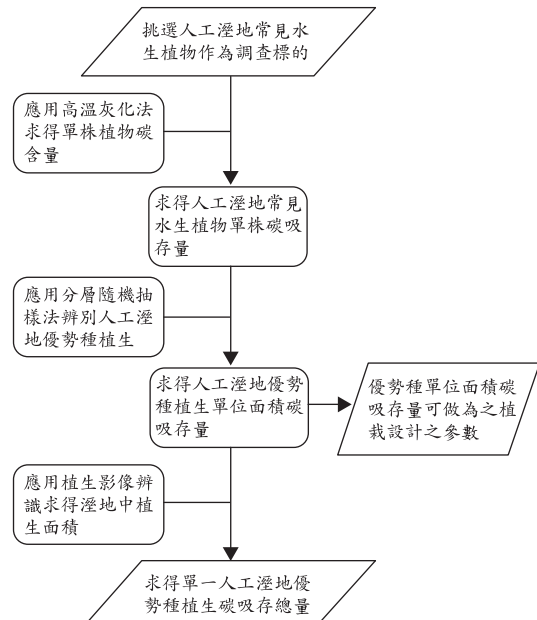 挑選人工溼地常見水
生植物作為調查標的
應用高溫灰化法
求得單株植物碳
含量
求得人工溼地常見
水生植物單株碳吸
存量
應用分層隨機抽
樣法辨別人工溼
地優勢種植生
求得人工溼地優勢
種植生單位面積碳
吸存量
優勢種單位面積碳
吸存量可做為之植
栽設計之參數
應用植生影像辨
識求得溼地中植
生面積
求得單一人工溼地優
勢種植生碳吸存總量